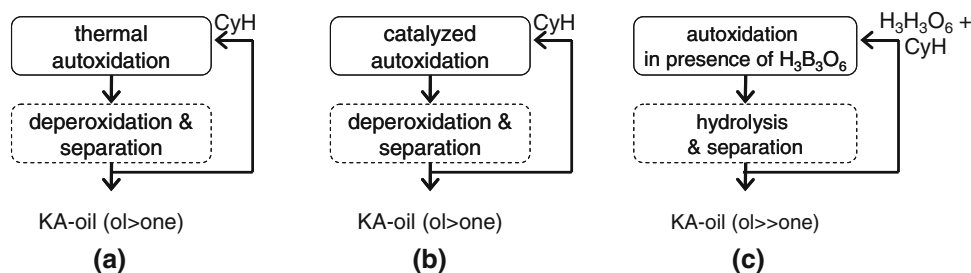 CyH
thermal
autoxidation
deperoxidation &
separation
KA-oil (ol>one)
(a)
CyH
catalyzed
autoxidation
deperoxidation &
separation
KA-oil (ol>one)
(b)
H₃H₃O₆ +
CyH
autoxidation
in presence of H₃B₃O₆
hydrolysis
& separation
KA-oil (ol>>one)
(c)